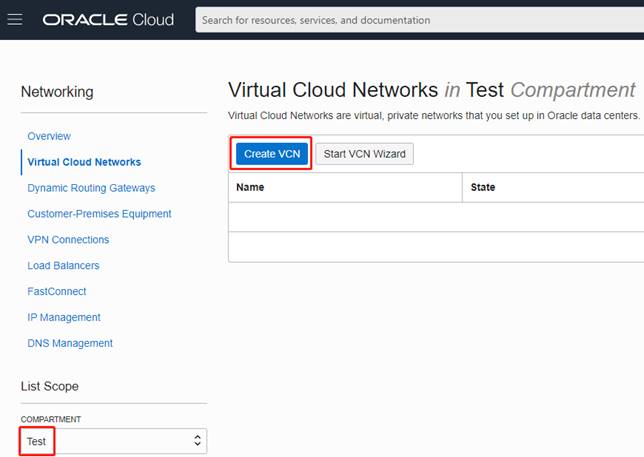 ORACLE Cloud
Search for resources, services, and documentation
Networking
Overview
Virtual Cloud Networks
Dynamic Routing Gateways
Customer-Premises Equipment
VPN Connections
Load Balancers
FastConnect
IP Management
DNS Management
List Scope
COMPARTMENT
Test
Virtual Cloud Networks in Test Compartment
Virtual Cloud Networks are virtual, private networks that you set up in Oracle data centers.
Create VCN
Start VCN Wizard
Name
State